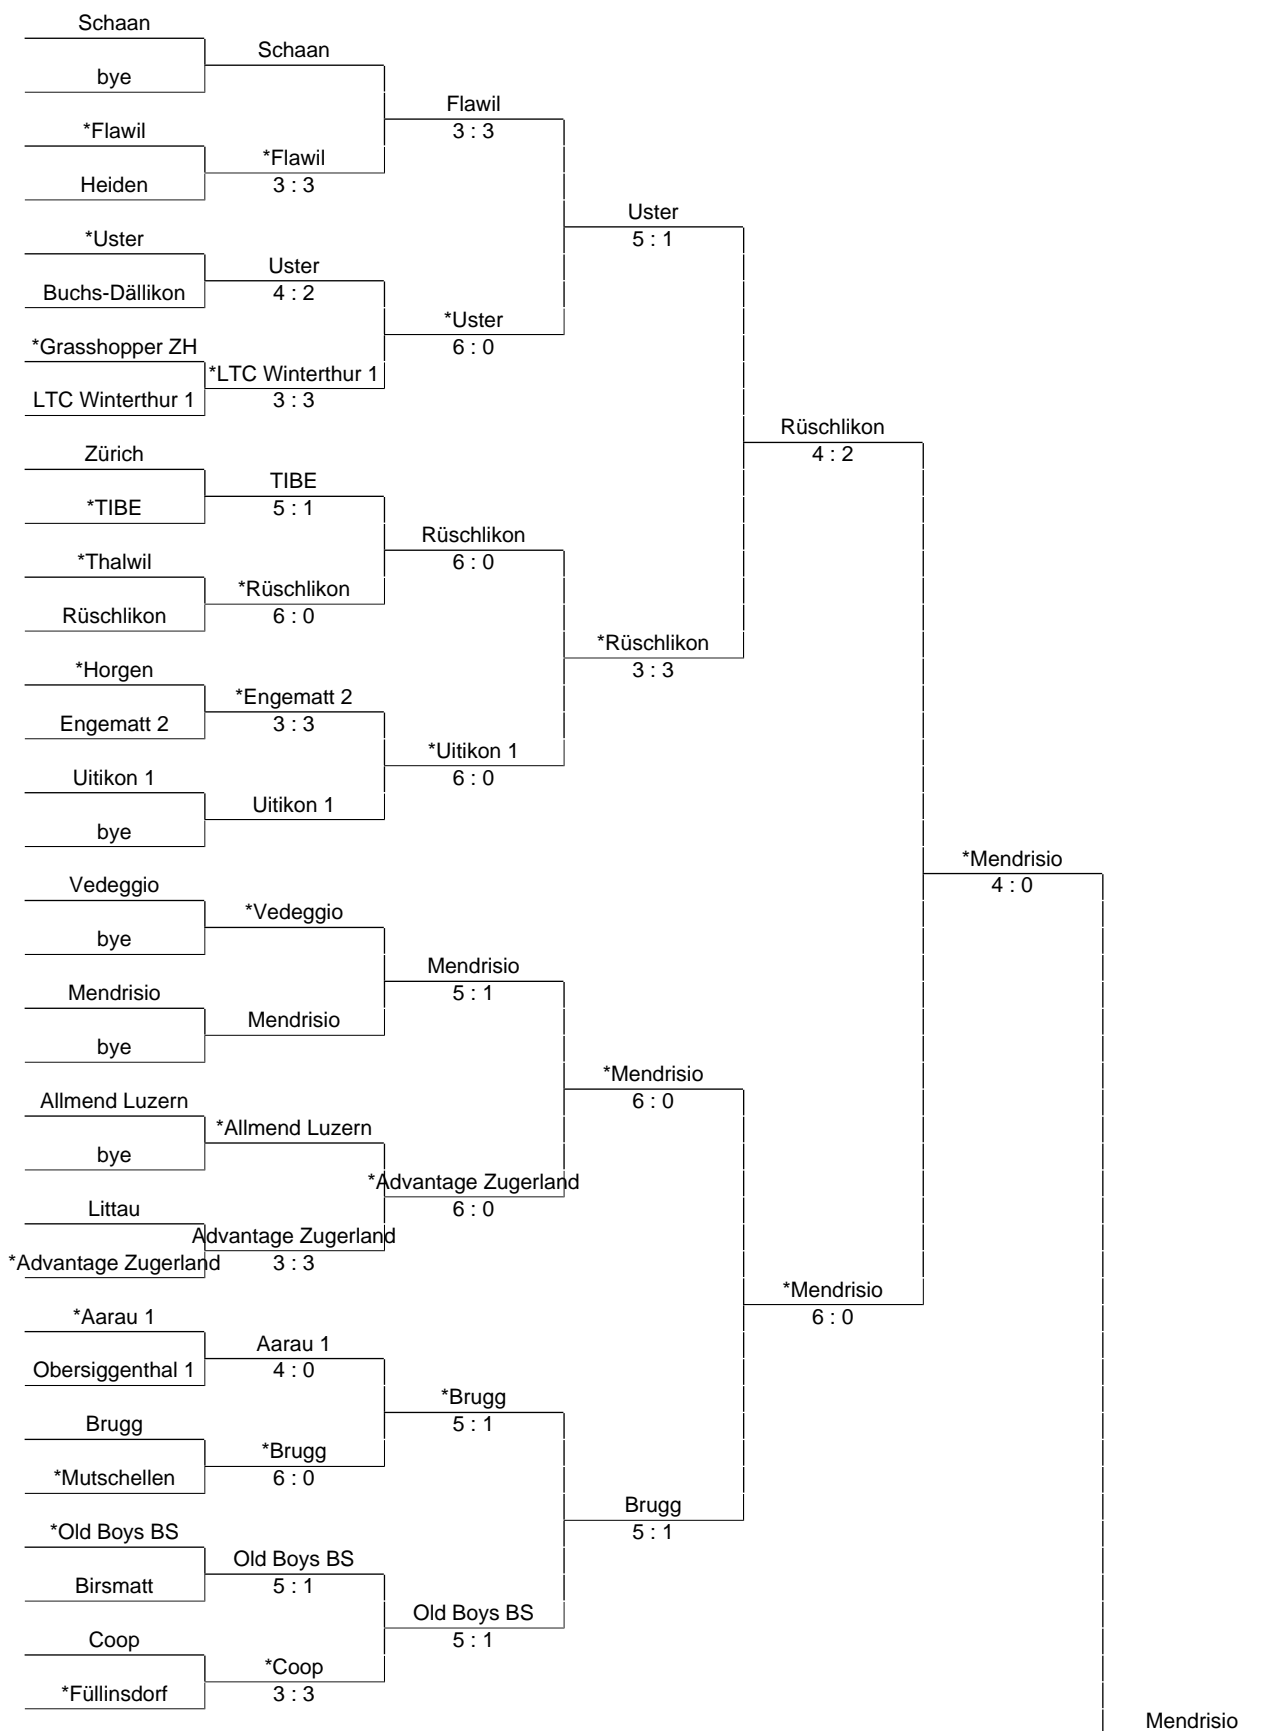 Schaan
Schaan
bye
Flawil
*Flawil
3 : 3
*Flawil
Heiden
3 : 3
Uster
*Uster
5 : 1
Uster
Buchs-Dällikon
4 : 2
*Uster
*Grasshopper ZH
6 : 0
*LTC Winterthur 1
LTC Winterthur 1
3 : 3
Rüschlikon
Zürich
4 : 2
TIBE
*TIBE
5 : 1
Rüschlikon
*Thalwil
6 : 0
*Rüschlikon
Rüschlikon
6 : 0
*Rüschlikon
*Horgen
3 : 3
*Engematt 2
Engematt 2
3 : 3
*Uitikon 1
Uitikon 1
6 : 0
Uitikon 1
bye
*Mendrisio
Vedeggio
4 : 0
*Vedeggio
bye
Mendrisio
Mendrisio
5 : 1
Mendrisio
bye
*Mendrisio
Allmend Luzern
6 : 0
*Allmend Luzern
bye
*Advantage Zugerland
Littau
6 : 0
Advantage Zugerland
*Advantage Zugerland
3 : 3
*Mendrisio
*Aarau 1
6 : 0
Aarau 1
Obersiggenthal 1
4 : 0
*Brugg
Brugg
5 : 1
*Brugg
*Mutschellen
6 : 0
Brugg
*Old Boys BS
5 : 1
Old Boys BS
Birsmatt
5 : 1
Old Boys BS
Coop
5 : 1
*Coop
*Füllinsdorf
3 : 3
Mendrisio